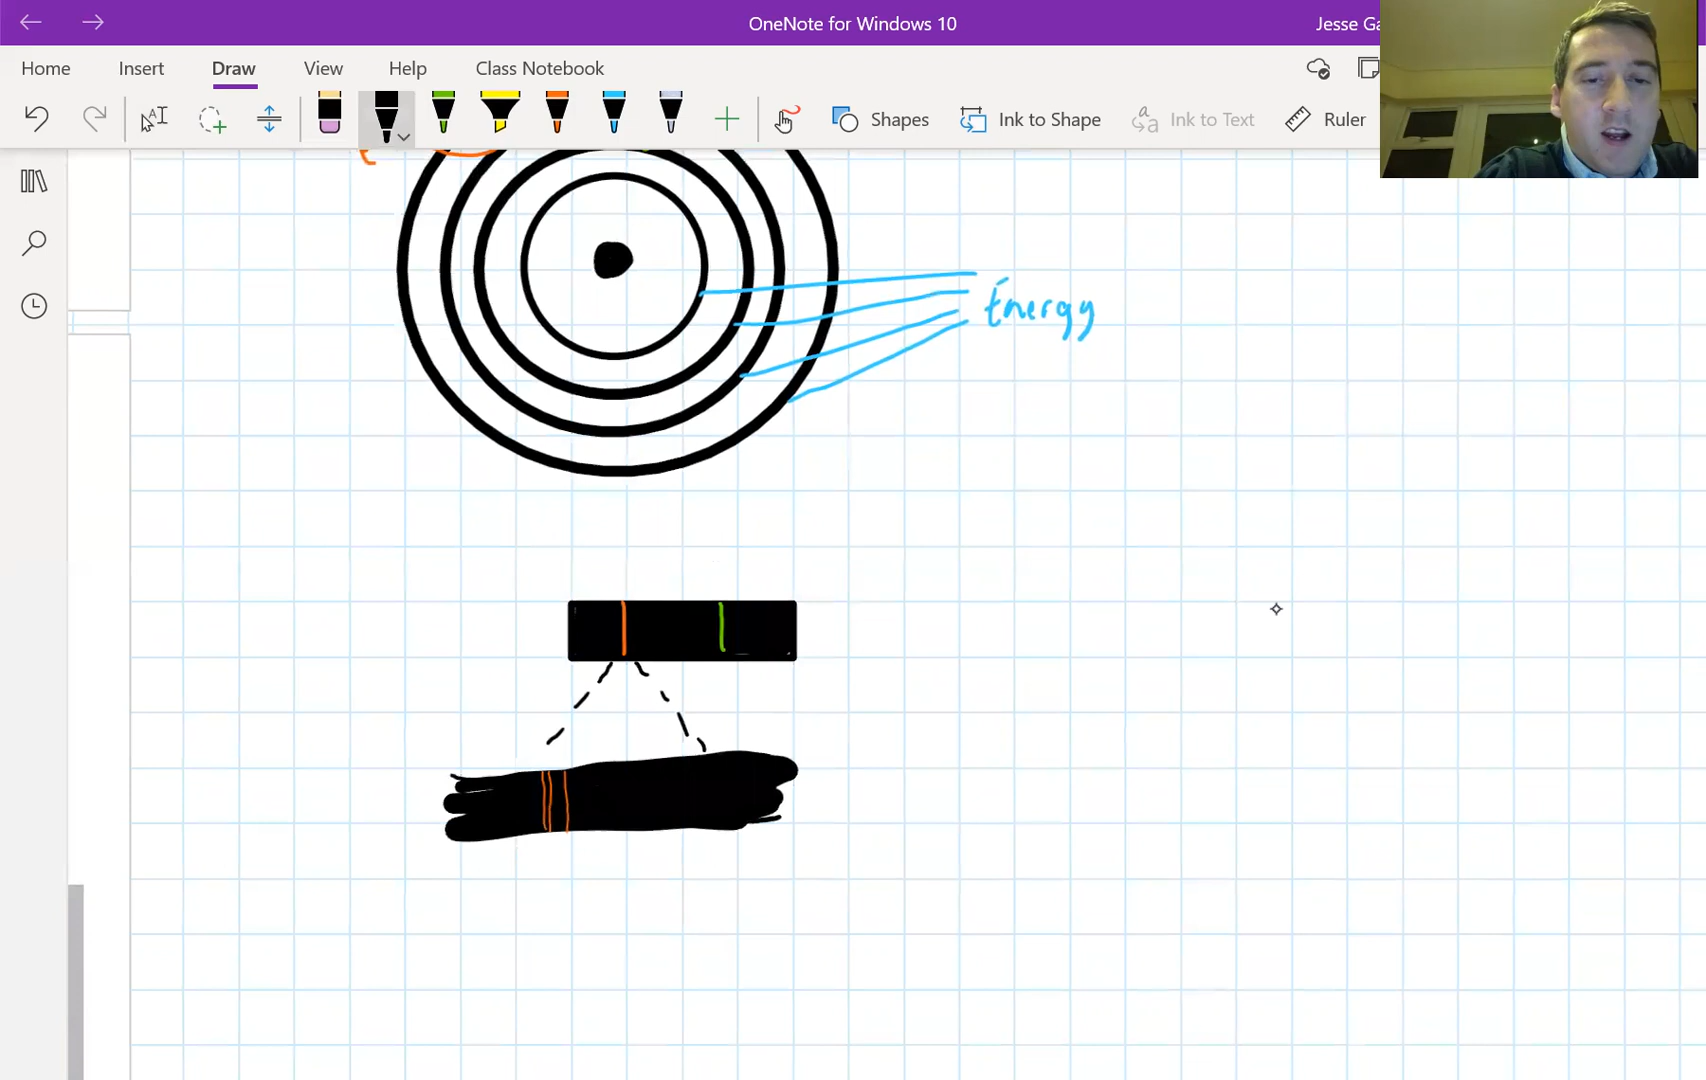 OneNote for Windows 10
Jesse Ga
Home Insert Draw View Help Class Notebook
Shapes Ink to Shape Ink to Text Ruler
Energy